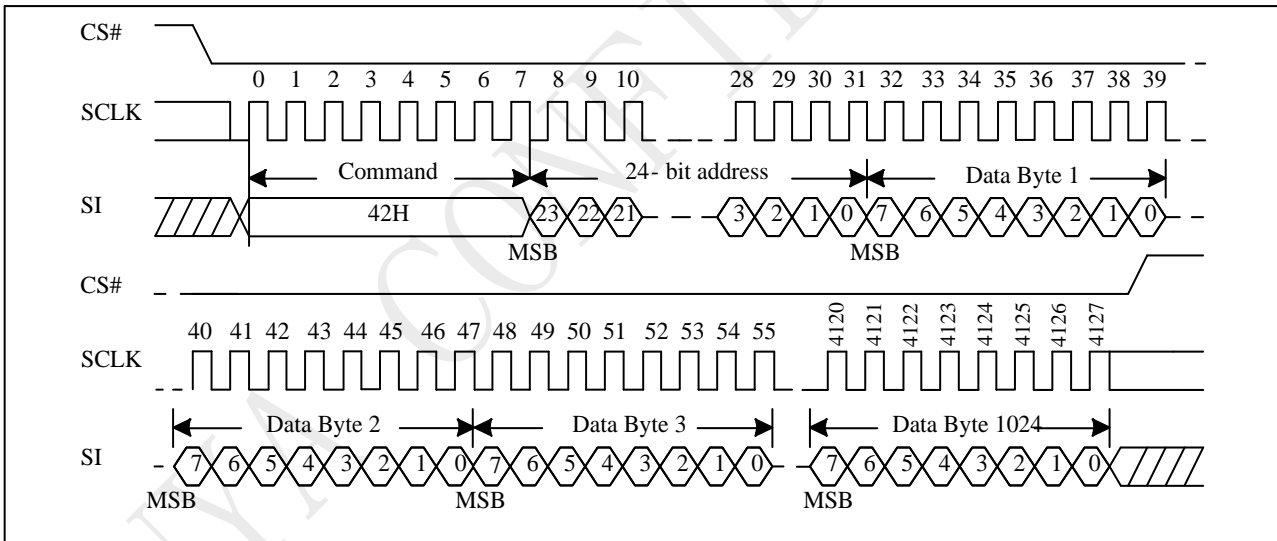 CS#
0 1 2 3 4 5 6 7 8 9 10 28 29 30 31 32 33 34 35 36 37 38 39
SCLK
Command 24- bit address Data Byte 1
SI 42H 23 22 21 3 2 1 0 7 6 5 4 3 2 1 0
MSB MSB
CS#
40 41 42 43 44 45 46 47 48 49 50 51 52 53 54 55 4120 4121 4122 4123 4124 4125 4126 4127
SCLK
Data Byte 2 Data Byte 3 Data Byte 1024
SI 7 6 5 4 3 2 1 0 7 6 5 4 3 2 1 0 7 6 5 4 3 2 1 0
MSB MSB MSB